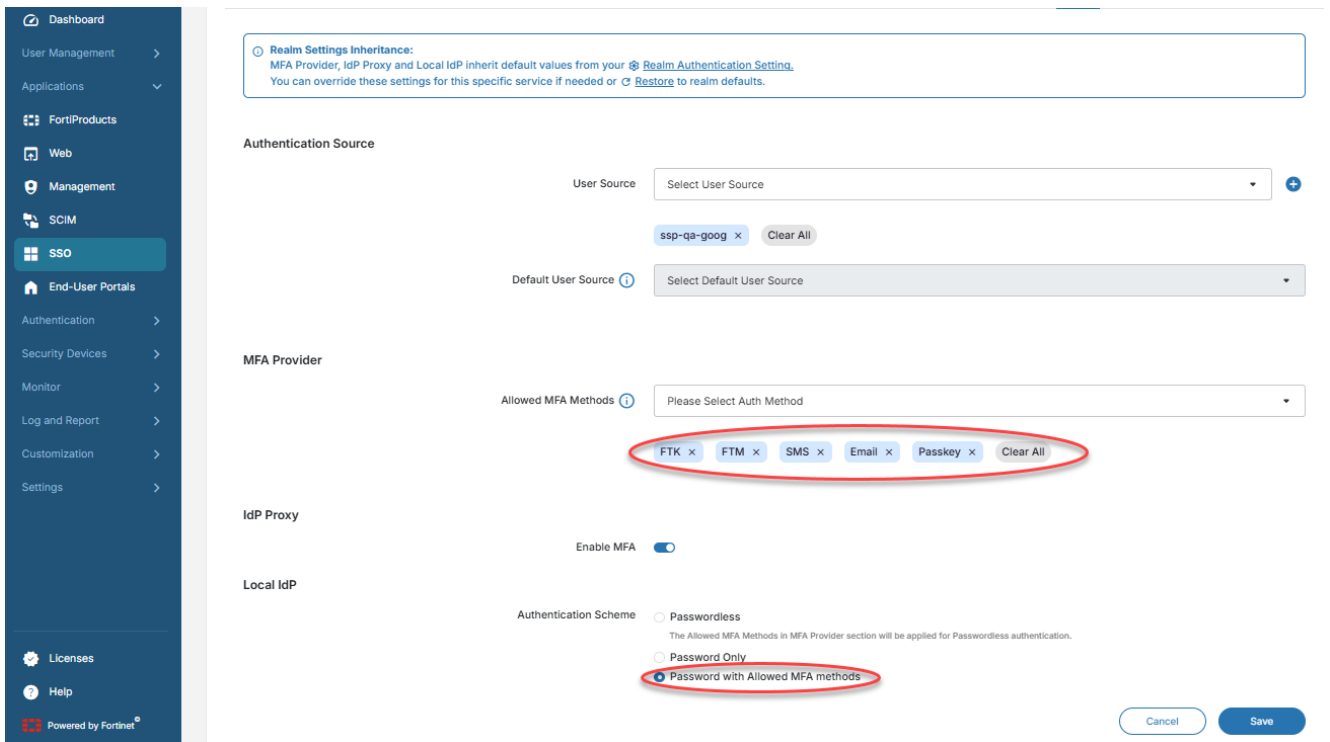 Dashboard
User Management
Applications
FortiProducts
Web
Management
SCIM
SSO
End-User Portals
Authentication
Security Devices
Monitor
Log and Report
Customization
Settings
Licenses
Help
Powered by Fortinet
Realm Settings Inheritance:
MFA Provider, IdP Proxy and Local IdP inherit default values from your Realm Authentication Setting.
You can override these settings for this specific service if needed or Restore to realm defaults.
Authentication Source
User Source Select User Source
ssp-qa-goog × Clear All
Default User Source Select Default User Source
MFA Provider
Allowed MFA Methods Please Select Auth Method
FTK × FTM × SMS × Email × Passkey × Clear All
IdP Proxy
Enable MFA
Local IdP
Authentication Scheme Passwordless
The Allowed MFA Methods in MFA Provider section will be applied for Passwordless authentication.
Password Only
Password with Allowed MFA methods
Cancel Save